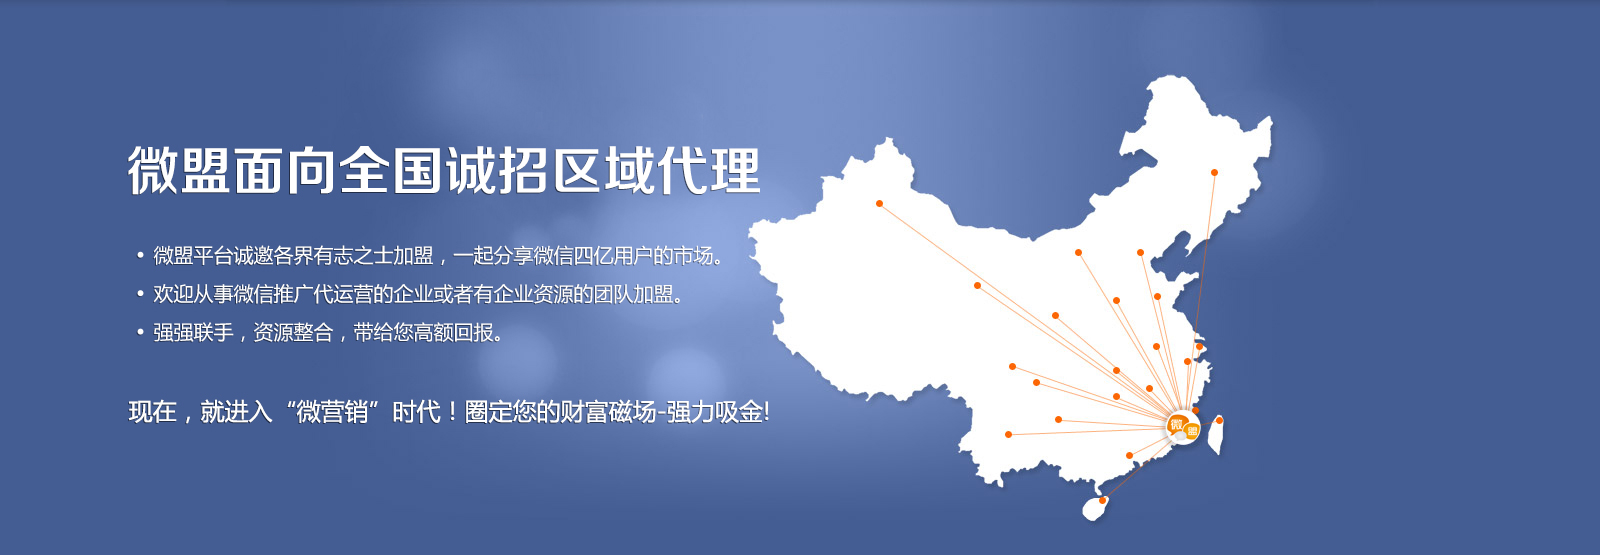 微盟面向全国诚招区域代理
• 微盟平台诚邀各界有志之士加盟，一起分享微信四亿用户的市场。
• 欢迎从事微信推广代运营的企业或者有企业资源的团队加盟。
• 强强联手，资源整合，带给您高额回报。
现在，就进入“微营销”时代！圈定您的财富磁场-强力吸金!
微盟